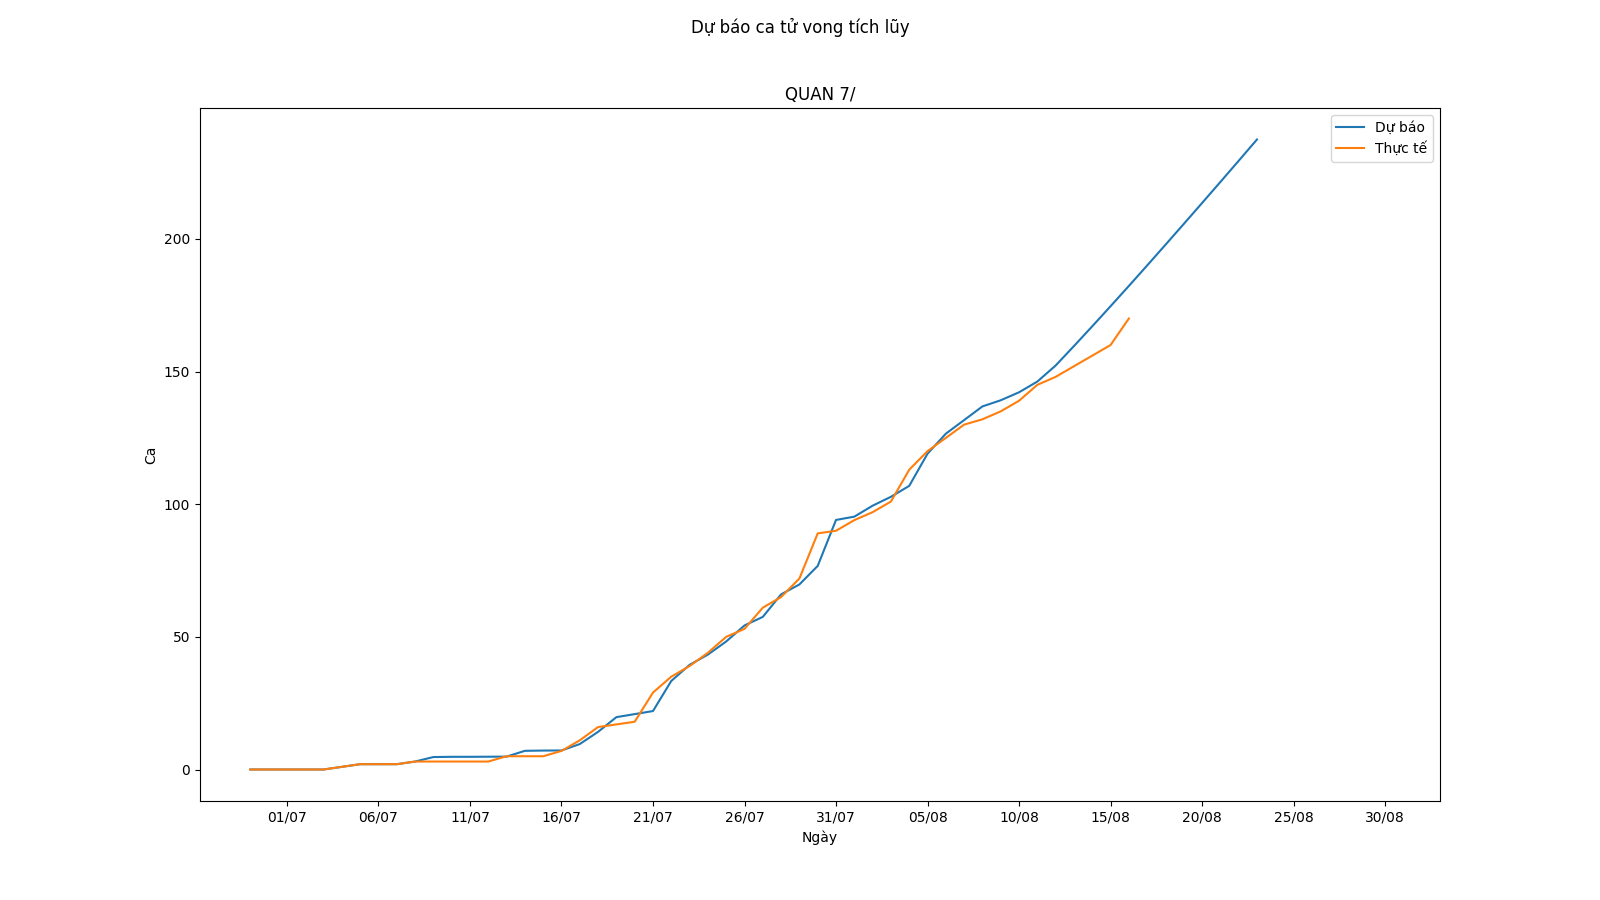 Dự báo ca tử vong tích lũy
QUAN 7/
Dự báo
Thực tế
200
150
100
50
0
Ca
01/07 06/07 11/07 16/07 21/07 26/07 31/07 05/08 10/08 15/08 20/08 25/08 30/08
Ngày